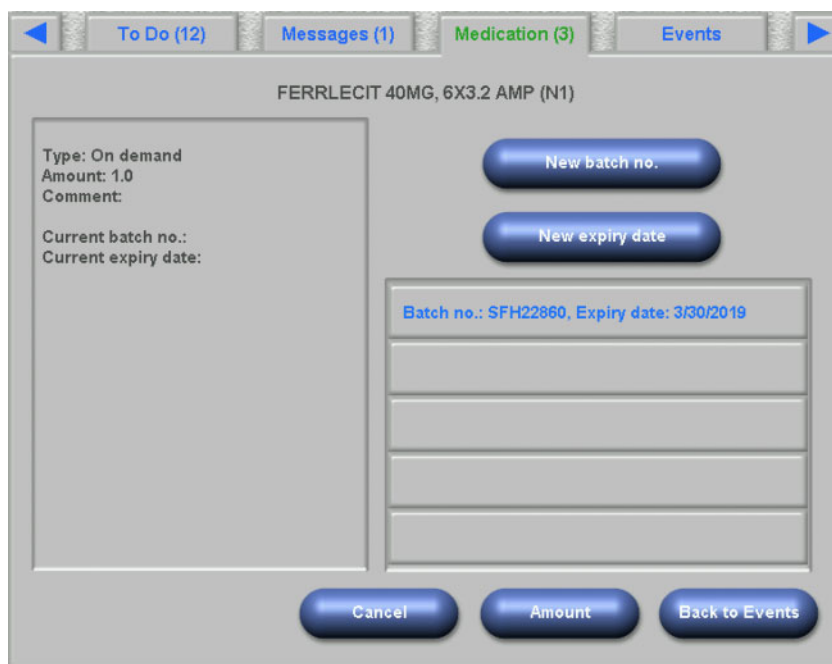 To Do (12) Messages (1) Medication (3) Events
FERRLECIT 40MG, 6X3.2 AMP (N1)
Type: On demand
Amount: 1.0
Comment:
Current batch no.:
Current expiry date:
New batch no.
New expiry date
Batch no.: SFH22860, Expiry date: 3/30/2019
Cancel Amount Back to Events